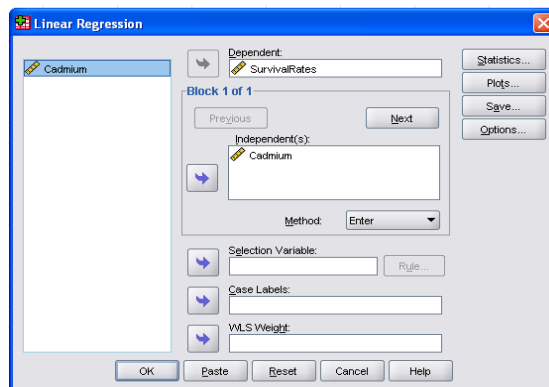 Linear Regression
Cadmium
Dependent:
SurvivalRates
Block 1 of 1
Previous
Next
Independent(s):
Cadmium
Method:
Enter
Selection Variable:
Rule...
Case Labels:
WLS Weight:
Statistics...
Plots...
Save...
Options...
OK
Paste
Reset
Cancel
Help